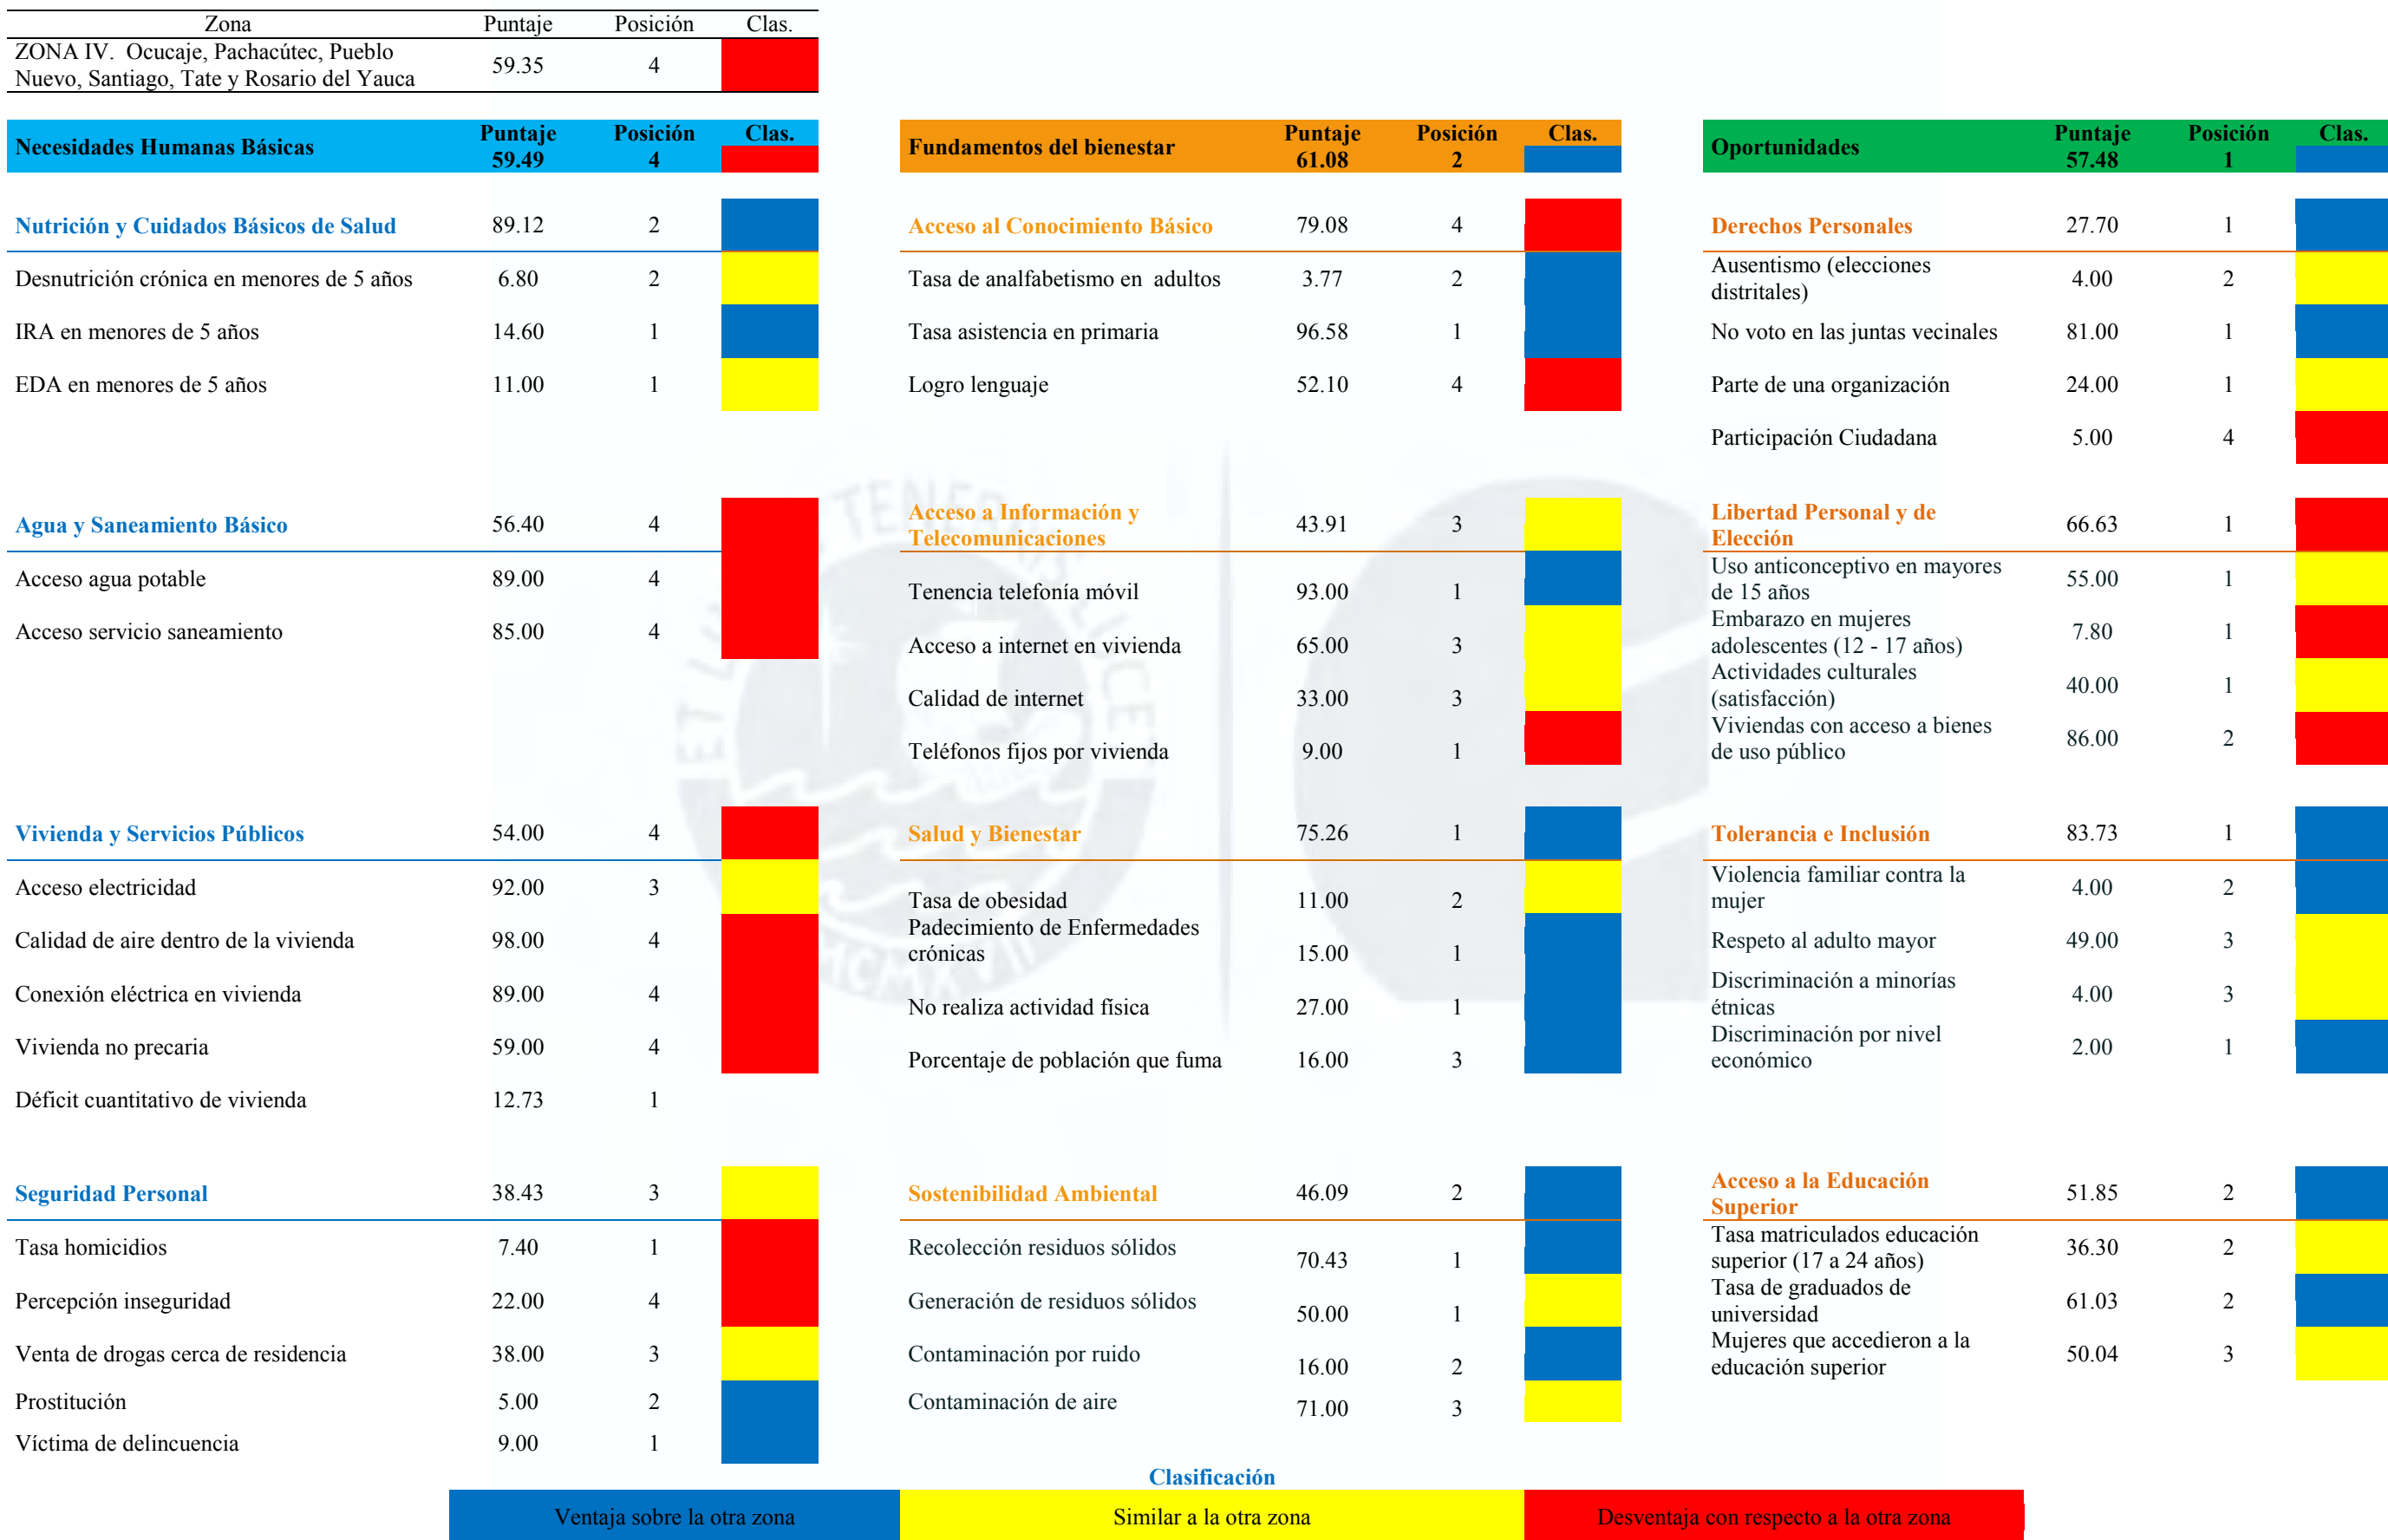 Zona Puntaje Posición Clas.
ZONA IV. Ocucaje, Pachacútec, Pueblo
Nuevo, Santiago, Tate y Rosario del Yauca 59.35 4
Necesidades Humanas Básicas Puntaje Posición Clas.
59.49 4
Nutrición y Cuidados Básicos de Salud 89.12 2
Desnutrición crónica en menores de 5 años 6.80 2
IRA en menores de 5 años 14.60 1
EDA en menores de 5 años 11.00 1
Agua y Saneamiento Básico 56.40 4
Acceso agua potable 89.00 4
Acceso servicio saneamiento 85.00 4
Vivienda y Servicios Públicos 54.00 4
Acceso electricidad 92.00 3
Calidad de aire dentro de la vivienda 98.00 4
Conexión eléctrica en vivienda 89.00 4
Vivienda no precaria 59.00 4
Déficit cuantitativo de vivienda 12.73 1
Seguridad Personal 38.43 3
Tasa homicidios 7.40 1
Percepción inseguridad 22.00 4
Venta de drogas cerca de residencia 38.00 3
Prostitución 5.00 2
Víctima de delincuencia 9.00 1
Fundamentos del bienestar Puntaje Posición Clas.
61.08 2
Acceso al Conocimiento Básico 79.08 4
Tasa de analfabetismo en adultos 3.77 2
Tasa asistencia en primaria 96.58 1
Logro lenguaje 52.10 4
Acceso a Información y
Telecomunicaciones 43.91 3
Tenencia telefonía móvil 93.00 1
Acceso a internet en vivienda 65.00 3
Calidad de internet 33.00 3
Teléfonos fijos por vivienda 9.00 1
Salud y Bienestar 75.26 1
Tasa de obesidad 11.00 2
Padecimiento de Enfermedades
crónicas 15.00 1
No realiza actividad física 27.00 1
Porcentaje de población que fuma 16.00 3
Sostenibilidad Ambiental 46.09 2
Recolección residuos sólidos 70.43 1
Generación de residuos sólidos 50.00 1
Contaminación por ruido 16.00 2
Contaminación de aire 71.00 3
Oportunidades Puntaje Posición Clas.
57.48 1
Derechos Personales 27.70 1
Ausentismo (elecciones
distritales) 4.00 2
No voto en las juntas vecinales 81.00 1
Parte de una organización 24.00 1
Participación Ciudadana 5.00 4
Libertad Personal y de
Elección 66.63 1
Uso anticonceptivo en mayores
de 15 años 55.00 1
Embarazo en mujeres
adolescentes (12 - 17 años) 7.80 1
Actividades culturales
(satisfacción) 40.00 1
Viviendas con acceso a bienes
de uso público 86.00 2
Tolerancia e Inclusión 83.73 1
Violencia familiar contra la
mujer 4.00 2
Respeto al adulto mayor 49.00 3
Discriminación a minorías
étnicas 4.00 3
Discriminación por nivel
económico 2.00 1
Acceso a la Educación
Superior 51.85 2
Tasa matriculados educación
superior (17 a 24 años) 36.30 2
Tasa de graduados de
universidad 61.03 2
Mujeres que accedieron a la
educación superior 50.04 3
Clasificación
Ventaja sobre la otra zona Similar a la otra zona Desventaja con respecto a la otra zona